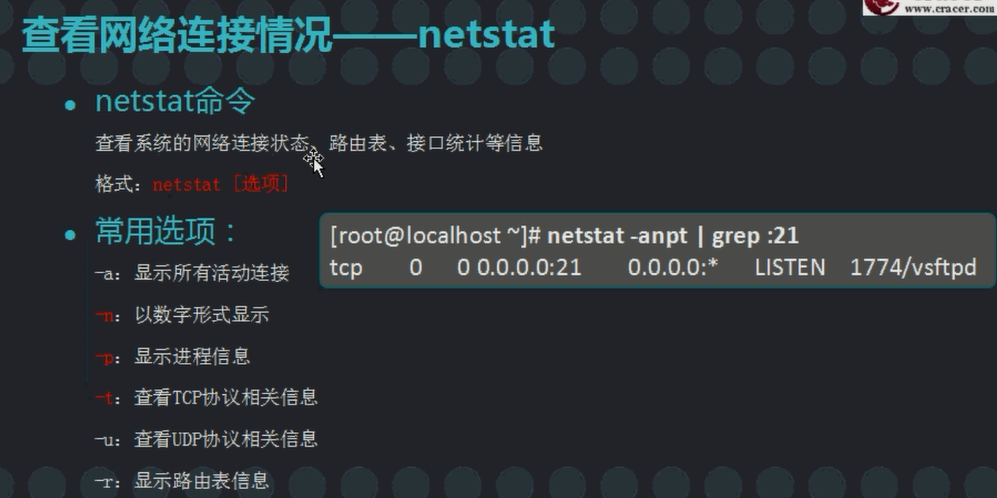 www.cracer.com
查看网络连接情况——netstat
netstat命令
查看系统的网络连接状态、路由表、接口统计等信息
格式：netstat [选项]
常用选项：
[root@localhost ~]# netstat -anpt | grep :21
tcp 0 0 0.0.0.0:21 0.0.0.0:* LISTEN 1774/vsftpd
-a：显示所有活动连接
-n：以数字形式显示
-p：显示进程信息
-t：查看TCP协议相关信息
-u：查看UDP协议相关信息
-r：显示路由表信息